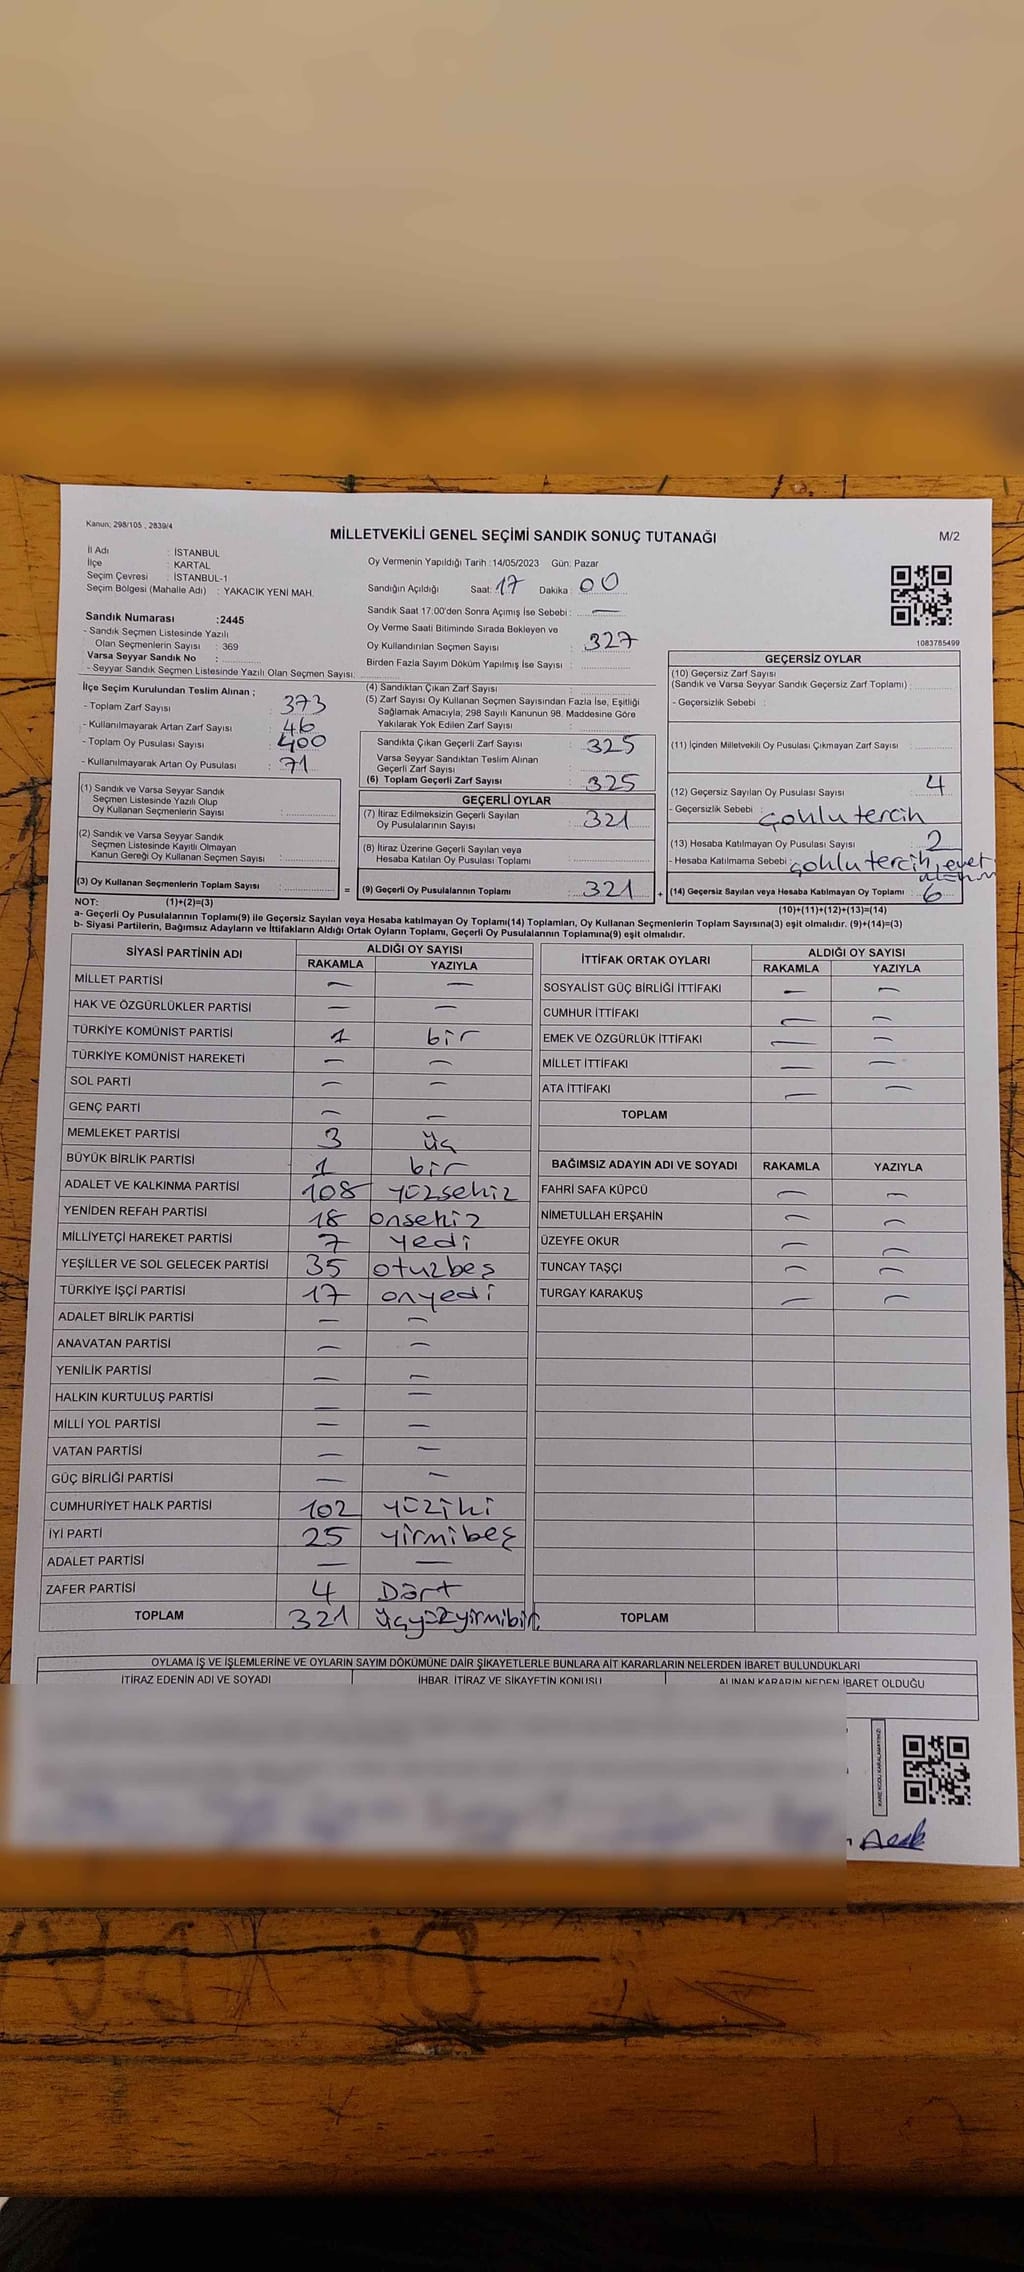 Kanun; 298/105 , 2839/4
MİLLETVEKİLİ GENEL SEÇİMİ SANDIK SONUÇ TUTANAĞI
M/2
İl Adı : İSTANBUL
İlçe : KARTAL
Seçim Çevresi : İSTANBUL-1
Seçim Bölgesi (Mahalle Adı) : YAKACIK YENİ MAH.
Oy Vermenin Yapıldığı Tarih :14/05/2023 Gün: Pazar
Sandığın Açıldığı Saat: 17 Dakika : 00
Sandık Saat 17:00'den Sonra Açımış İse Sebebi : —
Oy Verme Saati Bitiminde Sırada Bekleyen ve
Oy Kullandırılan Seçmen Sayısı : 327
Birden Fazla Sayım Döküm Yapılmış İse Sayısı :
1083785499
Sandık Numarası :2445
- Sandık Seçmen Listesinde Yazılı
Olan Seçmenlerin Sayısı : 369
Varsa Seyyar Sandık No :
- Seyyar Sandık Seçmen Listesinde Yazılı Olan Seçmen Sayısı:
İlçe Seçim Kurulundan Teslim Alınan ;
- Toplam Zarf Sayısı : 373
- Kullanılmayarak Artan Zarf Sayısı : 46
- Toplam Oy Pusulası Sayısı : 400
- Kullanılmayarak Artan Oy Pusulası : 71
(1) Sandık ve Varsa Seyyar Sandık
Seçmen Listesinde Yazılı Olup
Oy Kullanan Seçmenlerin Sayısı :
(2) Sandık ve Varsa Seyyar Sandık
Seçmen Listesinde Kayıtlı Olmayan
Kanun Gereği Oy Kullanan Seçmen Sayısı :
(3) Oy Kullanan Seçmenlerin Toplam Sayısı :
(4) Sandıktan Çıkan Zarf Sayısı :
(5) Zarf Sayısı Oy Kullanan Seçmen Sayısından Fazla İse, Eşitliği
Sağlamak Amacıyla; 298 Sayılı Kanunun 98. Maddesine Göre
Yakılarak Yok Edilen Zarf Sayısı :
Sandıkta Çıkan Geçerli Zarf Sayısı : 325
Varsa Seyyar Sandıktan Teslim Alınan
Geçerli Zarf Sayısı :
(6) Toplam Geçerli Zarf Sayısı : 325
GEÇERLİ OYLAR
(7) İtiraz Edilmeksizin Geçerli Sayılan
Oy Pusulalarının Sayısı : 321
(8) İtiraz Üzerine Geçerli Sayılan veya
Hesaba Katılan Oy Pusulası Toplamı :
= (9) Geçerli Oy Pusulalarının Toplamı : 321
GEÇERSİZ OYLAR
(10) Geçersiz Zarf Sayısı
(Sandık ve Varsa Seyyar Sandık Geçersiz Zarf Toplamı) :
- Geçersizlik Sebebi :
(11) İçinden Milletvekili Oy Pusulası Çıkmayan Zarf Sayısı :
(12) Geçersiz Sayılan Oy Pusulası Sayısı : 4
- Geçersizlik Sebebi : çoklu tercih
(13) Hesaba Katılmayan Oy Pusulası Sayısı : 2
- Hesaba Katılmama Sebebi : çoklu tercih, evet
+ (14) Geçersiz Sayılan veya Hesaba Katılmayan Oy Toplamı : 6
NOT: (1)+(2)=(3)
(10)+(11)+(12)+(13)=(14)
a- Geçerli Oy Pusulalarının Toplamı(9) ile Geçersiz Sayılan veya Hesaba katılmayan Oy Toplamı(14) Toplamları, Oy Kullanan Seçmenlerin Toplam Sayısına(3) eşit olmalıdır. (9)+(14)=(3)
b- Siyasi Partilerin, Bağımsız Adayların ve İttifakların Aldığı Ortak Oyların Toplamı, Geçerli Oy Pusulalarının Toplamına(9) eşit olmalıdır.
SİYASİ PARTİNİN ADI ALDIĞI OY SAYISI
RAKAMLA YAZIYLA
MİLLET PARTİSİ — —
HAK VE ÖZGÜRLÜKLER PARTİSİ — —
TÜRKİYE KOMÜNİST PARTİSİ 1 bir
TÜRKİYE KOMÜNİST HAREKETİ — —
SOL PARTİ — —
GENÇ PARTİ — —
MEMLEKET PARTİSİ 3 üç
BÜYÜK BİRLİK PARTİSİ 1 bir
ADALET VE KALKINMA PARTİSİ 108 yüzsekiz
YENİDEN REFAH PARTİSİ 18 onsekiz
MİLLİYETÇİ HAREKET PARTİSİ 7 yedi
YEŞİLLER VE SOL GELECEK PARTİSİ 35 otuzbeş
TÜRKİYE İŞÇİ PARTİSİ 17 onyedi
ADALET BİRLİK PARTİSİ — —
ANAVATAN PARTİSİ — —
YENİLİK PARTİSİ — —
HALKIN KURTULUŞ PARTİSİ — —
MİLLİ YOL PARTİSİ — —
VATAN PARTİSİ — —
GÜÇ BİRLİĞİ PARTİSİ — —
CUMHURİYET HALK PARTİSİ 102 yüziki
İYİ PARTİ 25 yirmibeş
ADALET PARTİSİ — —
ZAFER PARTİSİ 4 Dört
TOPLAM 321 üçyüzyirmibir
İTTİFAK ORTAK OYLARI ALDIĞI OY SAYISI
RAKAMLA YAZIYLA
SOSYALİST GÜÇ BİRLİĞİ İTTİFAKI — —
CUMHUR İTTİFAKI — —
EMEK VE ÖZGÜRLÜK İTTİFAKI — —
MİLLET İTTİFAKI — —
ATA İTTİFAKI — —
TOPLAM
BAĞIMSIZ ADAYIN ADI VE SOYADI RAKAMLA YAZIYLA
FAHRİ SAFA KÜPCÜ — —
NİMETULLAH ERŞAHİN — —
ÜZEYFE OKUR — —
TUNCAY TAŞÇI — —
TURGAY KARAKUŞ — —
TOPLAM
OYLAMA İŞ VE İŞLEMLERİNE VE OYLARIN SAYIM DÖKÜMÜNE DAİR ŞİKAYETLERLE BUNLARA AİT KARARLARIN NELERDEN İBARET BULUNDUKLARI
İTİRAZ EDENİN ADI VE SOYADI İHBAR, İTİRAZ VE ŞİKAYETİN KONUSU ALINAN KARARIN NEDEN İBARET OLDUĞU
KARE KODU KARALAMAYINIZ!